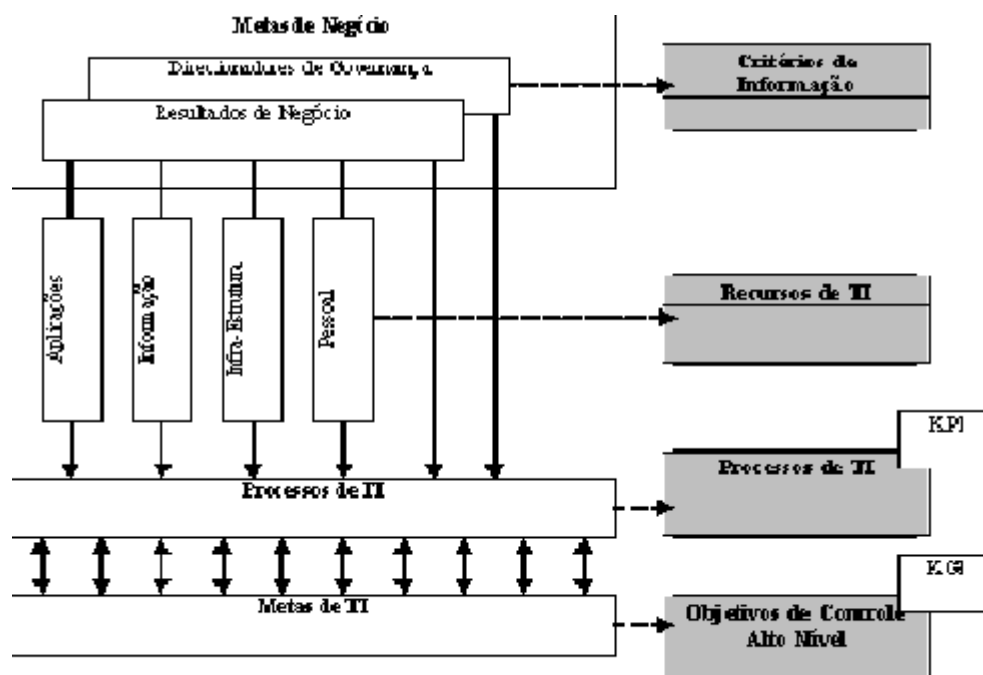 Metas de Negócio
Direcionadores de Governança
Resultados de Negócio
Critérios de
Informação
Aplicações
Informação
Infra-Estrutura
Pessoal
Recursos de TI
KPI
Processos de TI
Processos de TI
KGI
Metas de TI
Objetivos de Controle
Alto Nível